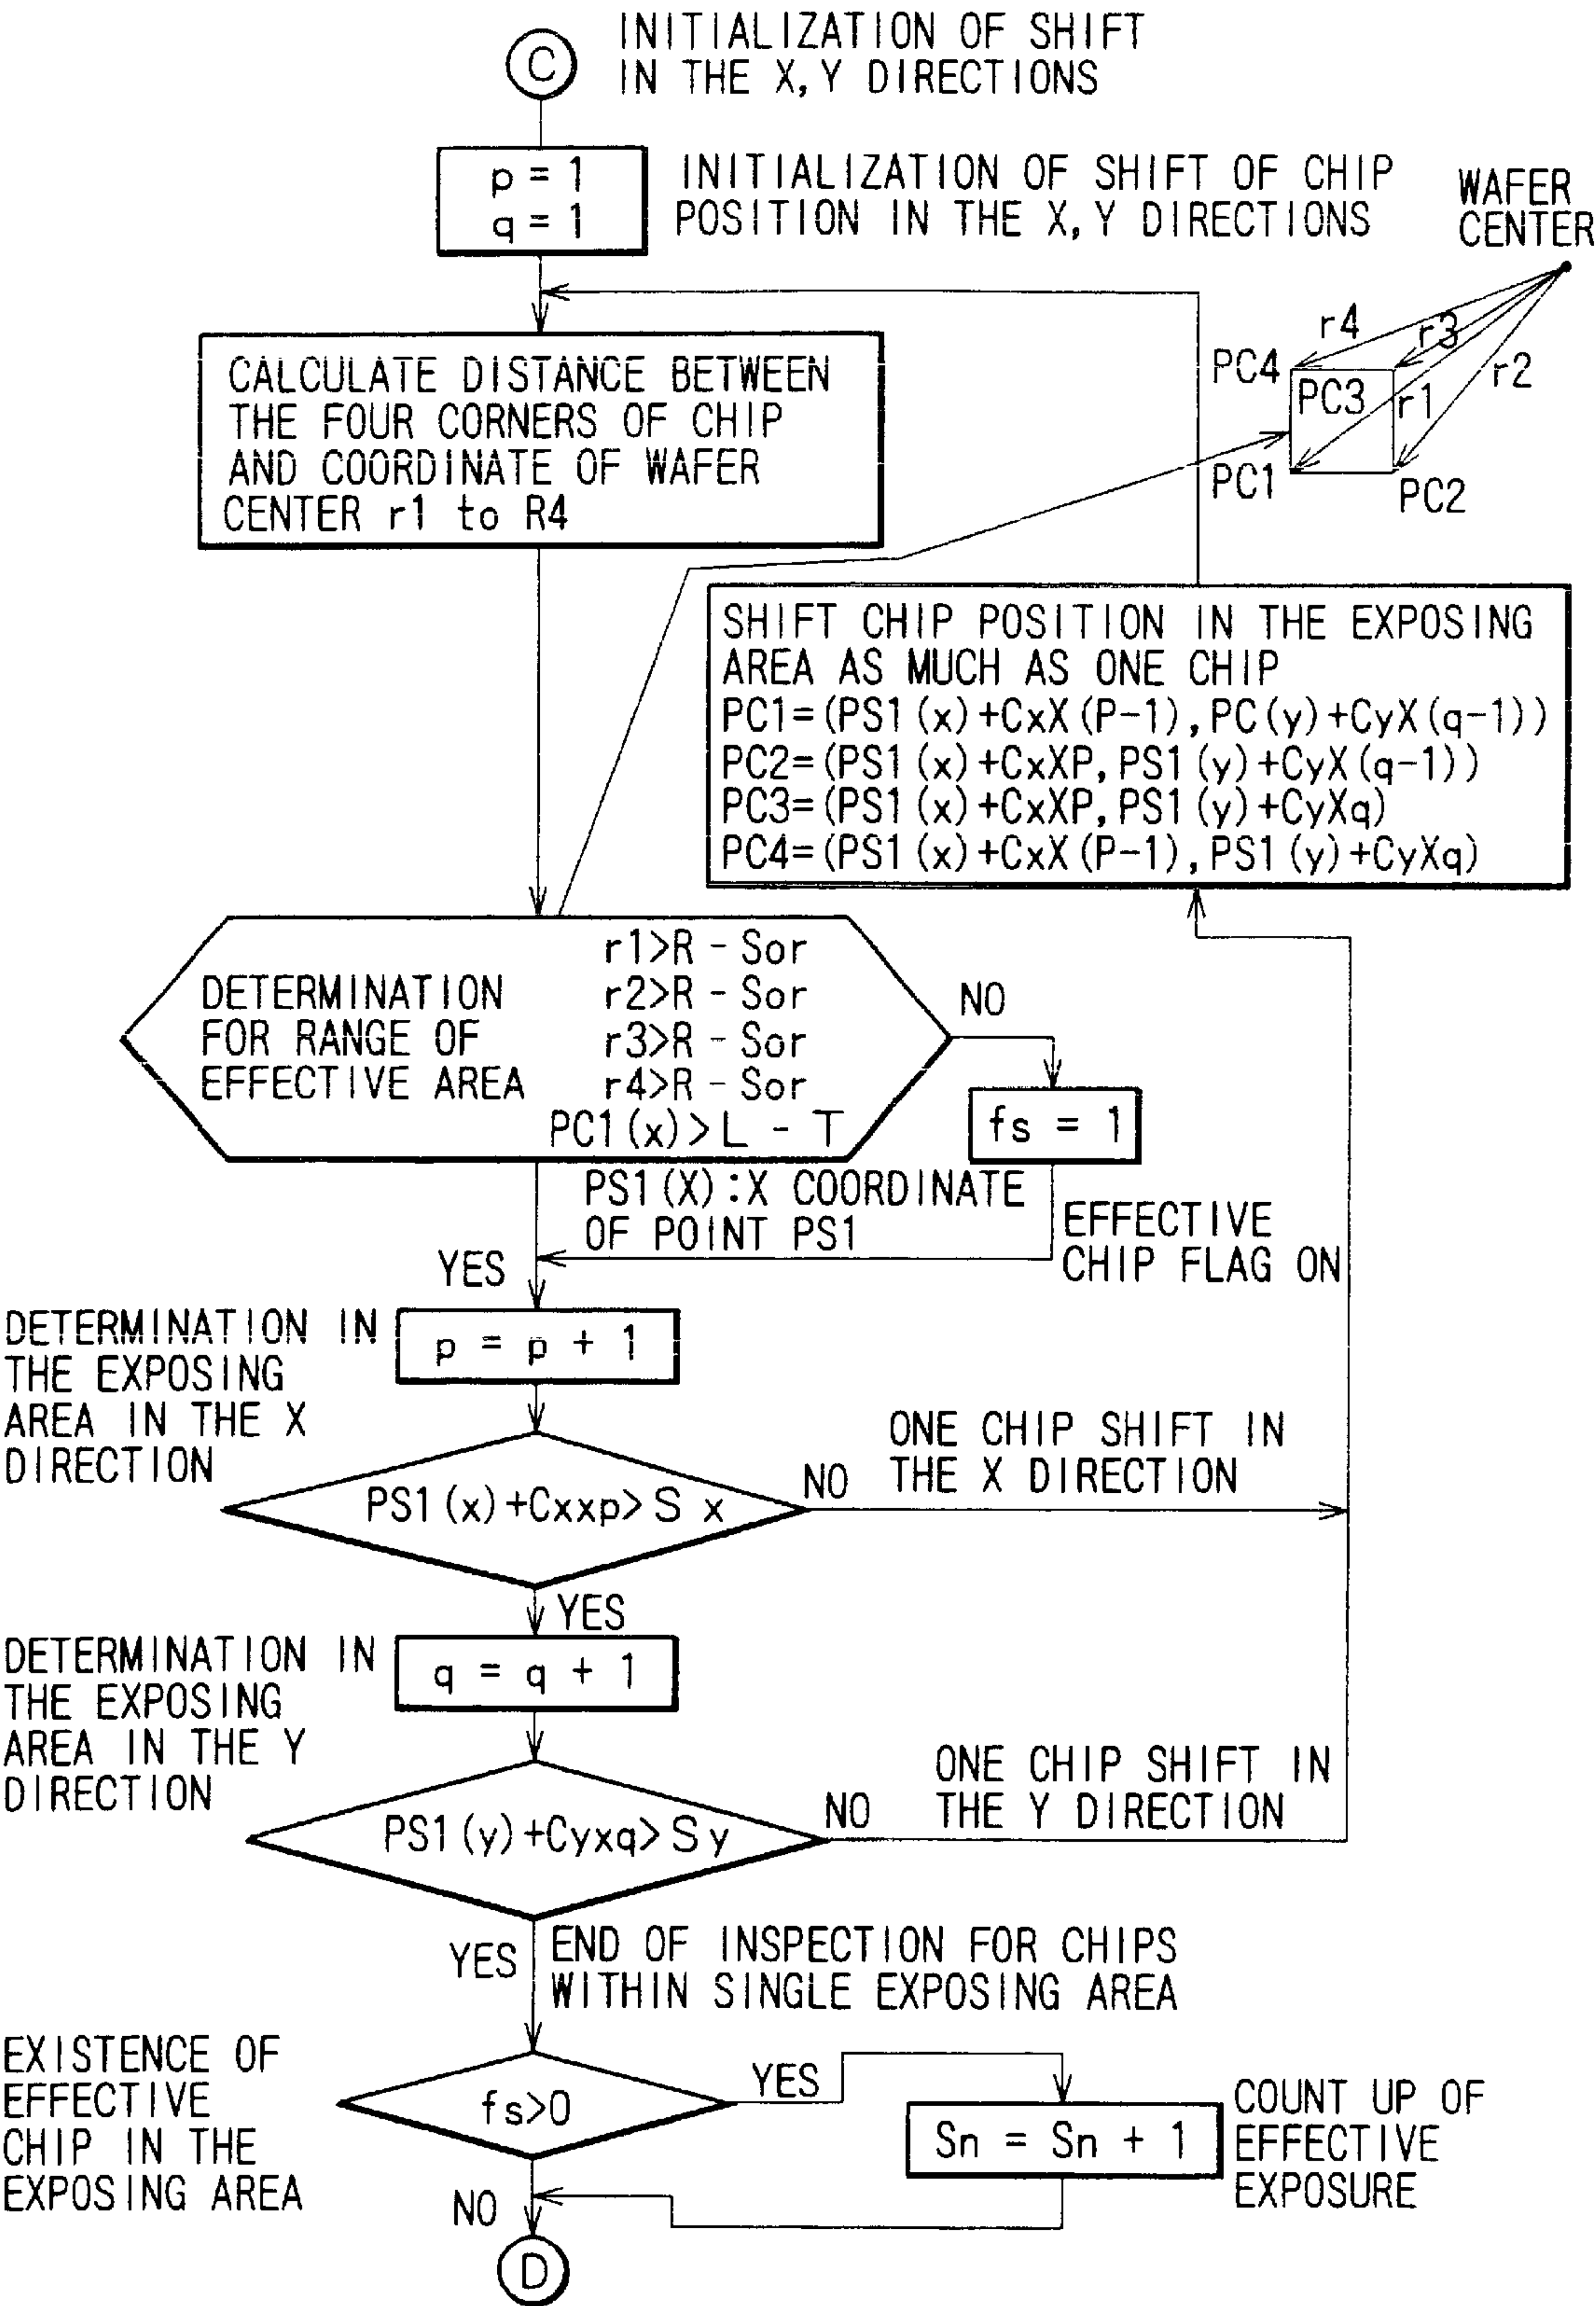 C
INITIALIZATION OF SHIFT
IN THE X,Y DIRECTIONS
p = 1
q = 1
INITIALIZATION OF SHIFT OF CHIP
POSITION IN THE X,Y DIRECTIONS
WAFER
CENTER
r4
r3
r2
PC4
PC3
r1
PC1
PC2
CALCULATE DISTANCE BETWEEN
THE FOUR CORNERS OF CHIP
AND COORDINATE OF WAFER
CENTER r1 to R4
SHIFT CHIP POSITION IN THE EXPOSING
AREA AS MUCH AS ONE CHIP
PC1=(PS1(x)+CxX(P-1),PC(y)+CyX(q-1))
PC2=(PS1(x)+CxXP,PS1(y)+CyX(q-1))
PC3=(PS1(x)+CxXP,PS1(y)+CyXq)
PC4=(PS1(x)+CxX(P-1),PS1(y)+CyXq)
DETERMINATION
FOR RANGE OF
EFFECTIVE AREA
r1>R - Sor
r2>R - Sor
r3>R - Sor
r4>R - Sor
PC1(x)>L - T
NO
fs = 1
PS1(X):X COORDINATE
OF POINT PS1
EFFECTIVE
CHIP FLAG ON
YES
DETERMINATION IN
THE EXPOSING
AREA IN THE X
DIRECTION
p = p + 1
PS1(x)+Cxxp>S x
NO
ONE CHIP SHIFT IN
THE X DIRECTION
YES
DETERMINATION IN
THE EXPOSING
AREA IN THE Y
DIRECTION
q = q + 1
PS1(y)+Cyxq>S y
NO
ONE CHIP SHIFT IN
THE Y DIRECTION
YES
END OF INSPECTION FOR CHIPS
WITHIN SINGLE EXPOSING AREA
EXISTENCE OF
EFFECTIVE
CHIP IN THE
EXPOSING AREA
fs>0
YES
Sn = Sn + 1
COUNT UP OF
EFFECTIVE
EXPOSURE
NO
D